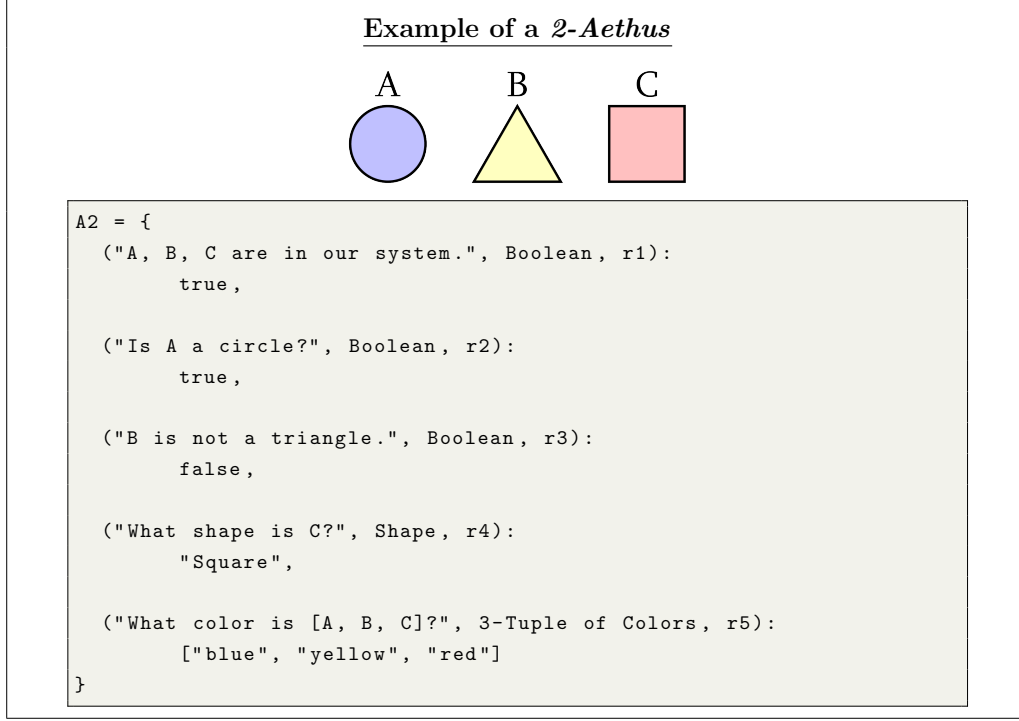 Example of a 2-Aethus
A B C
A2 = {
("A, B, C are in our system.", Boolean, r1):
true,
("Is A a circle?", Boolean, r2):
true,
("B is not a triangle.", Boolean, r3):
false,
("What shape is C?", Shape, r4):
"Square",
("What color is [A, B, C]?", 3-Tuple of Colors, r5):
["blue", "yellow", "red"]
}